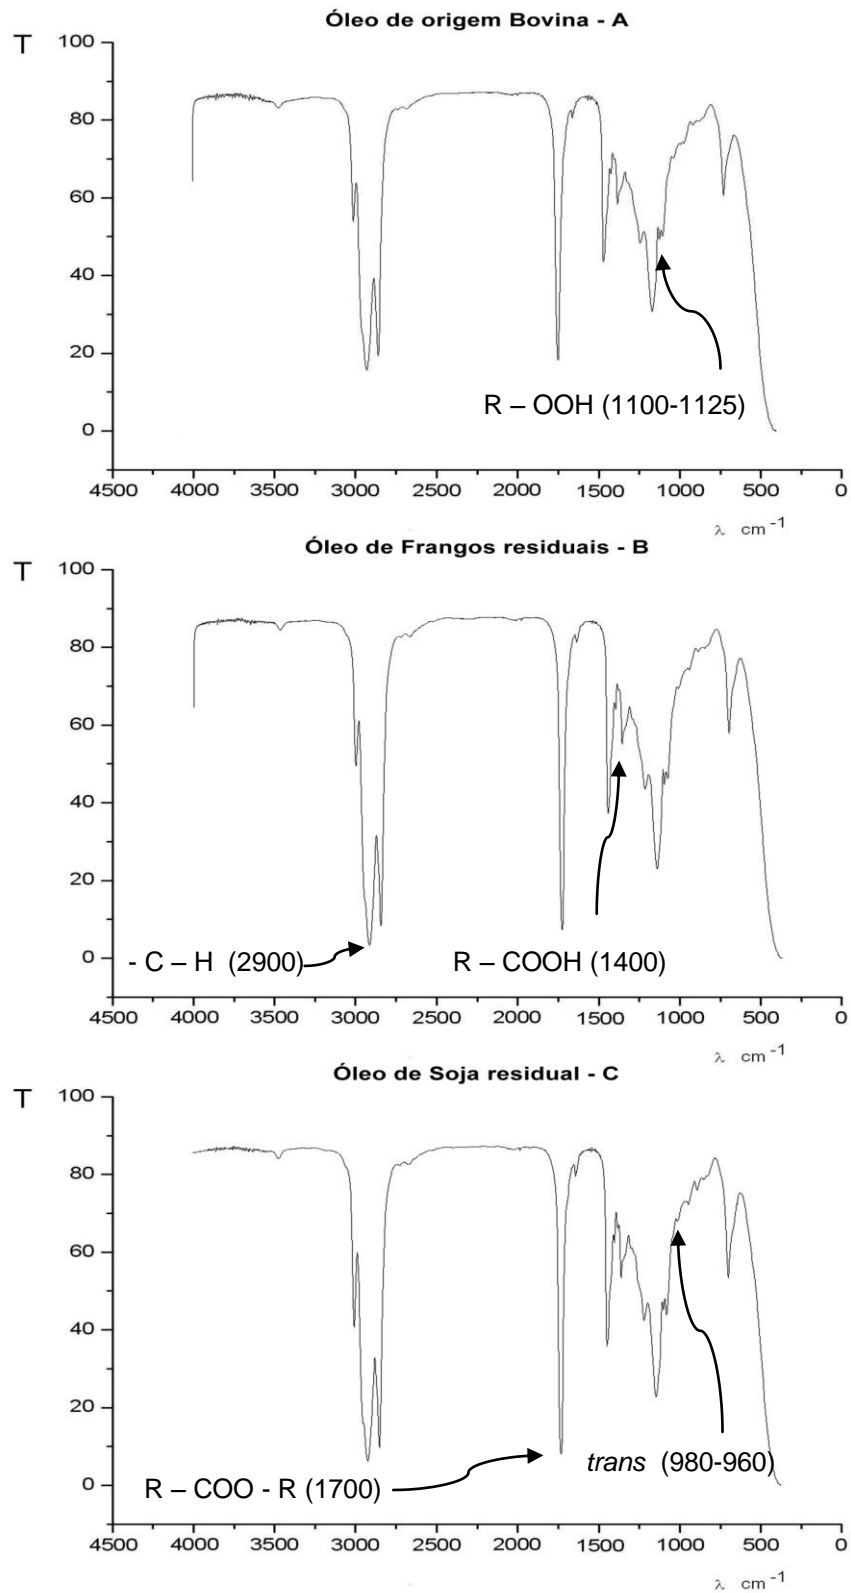 Óleo de origem Bovina - A
T
100
80
60
40
20
0
R – OOH (1100-1125)
4500 4000 3500 3000 2500 2000 1500 1000 500 0
λ cm-1
Óleo de Frangos residuais - B
T
100
80
60
40
20
0
- C – H (2900)
R – COOH (1400)
4500 4000 3500 3000 2500 2000 1500 1000 500 0
λ cm-1
Óleo de Soja residual - C
T
100
80
60
40
20
0
trans (980-960)
R – COO - R (1700)
4500 4000 3500 3000 2500 2000 1500 1000 500 0
λ cm-1